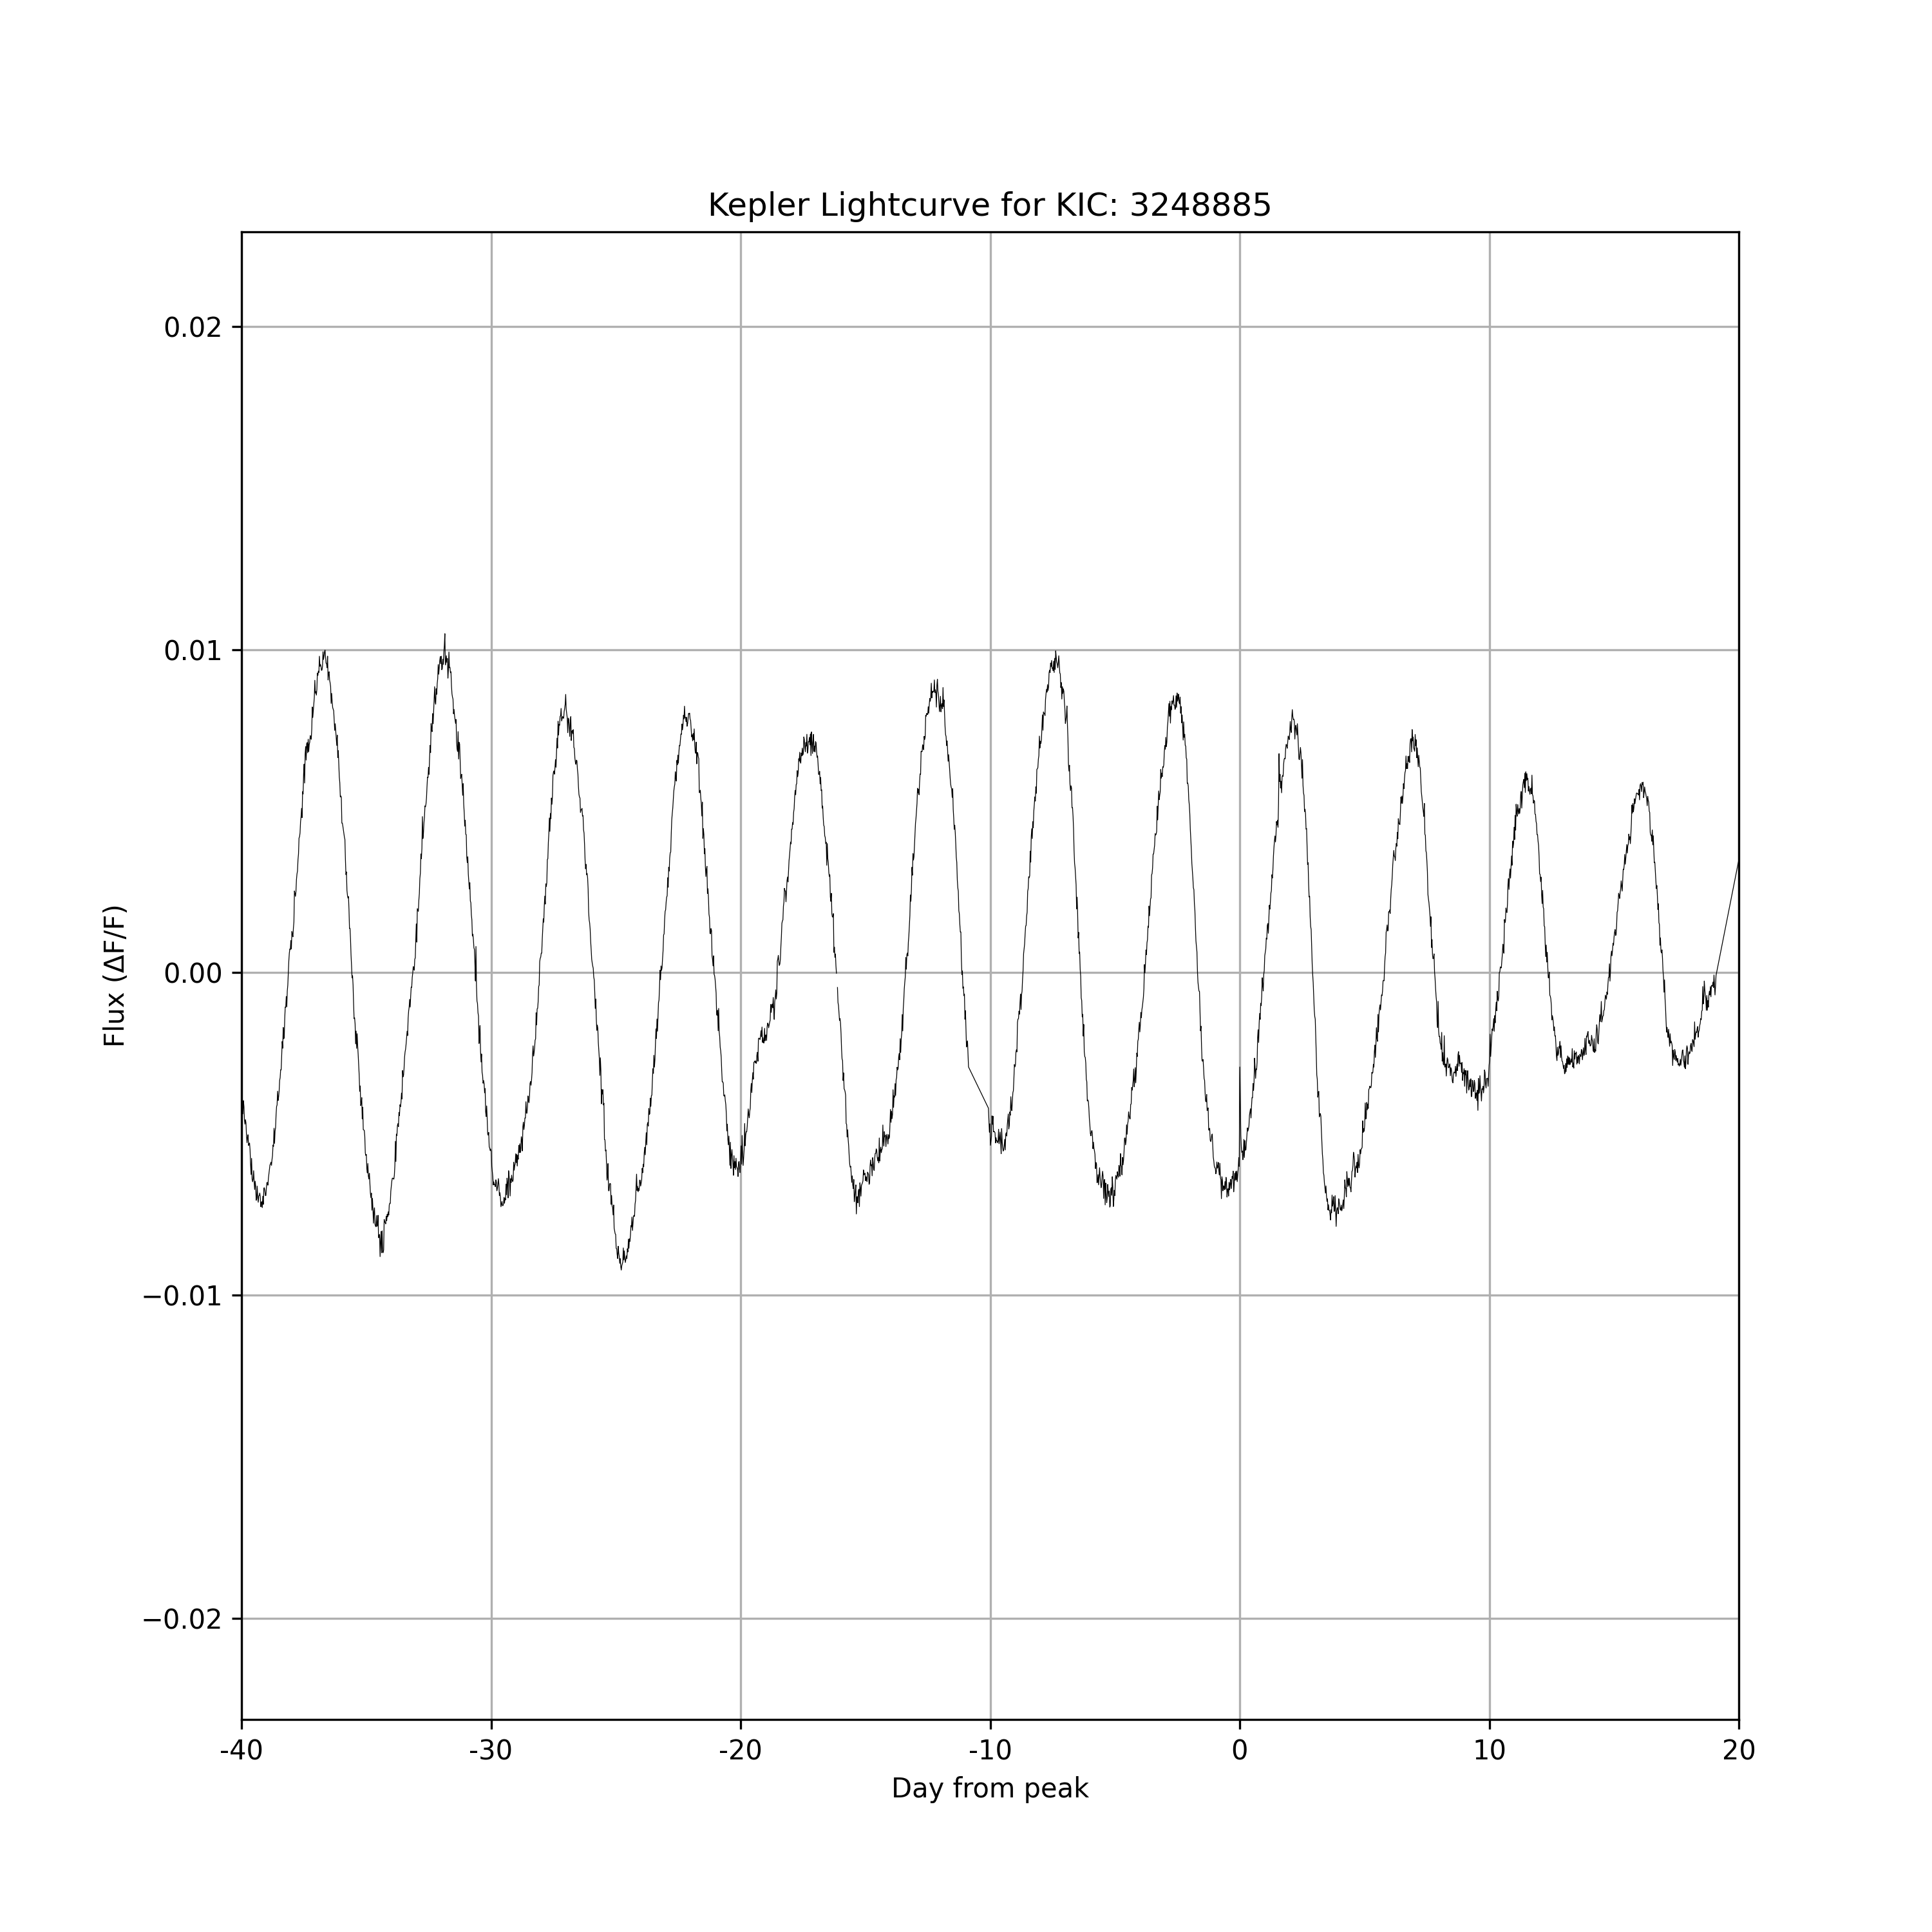 Kepler Lightcurve for KIC: 3248885
0.02
0.01
0.00
−0.01
−0.02
Flux (ΔF/F)
-40 -30 -20 -10 0 10 20
Day from peak